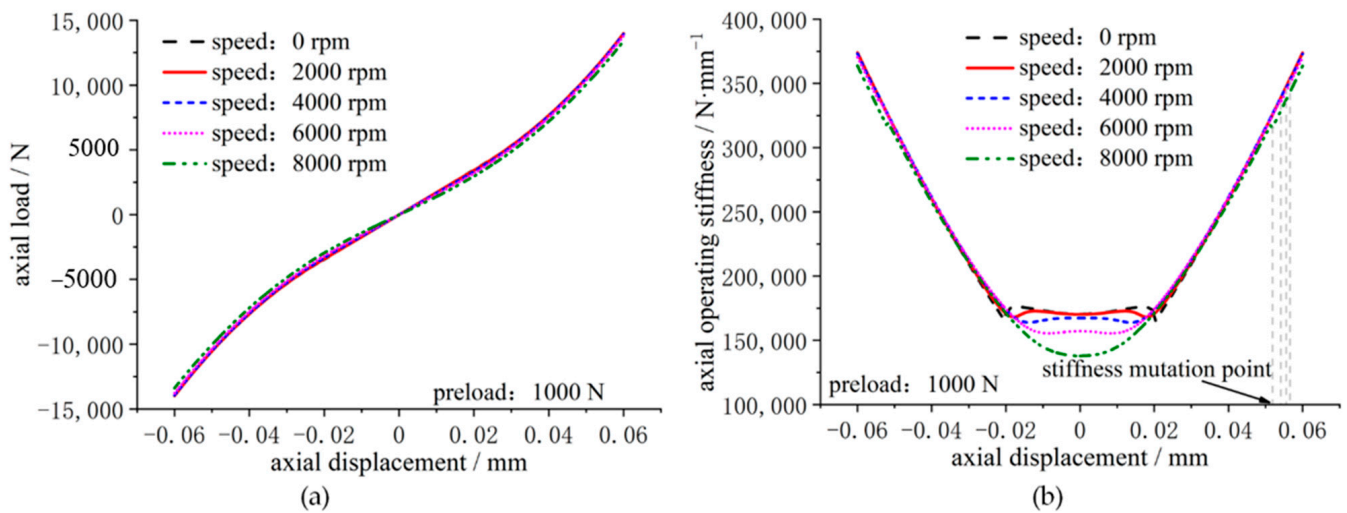 (a)
axial load / N
15, 000
10, 000
5000
0
−5000
−10, 000
−15, 000
speed：0 rpm
speed：2000 rpm
speed：4000 rpm
speed：6000 rpm
speed：8000 rpm
preload：1000 N
−0.06 −0.04 −0.02 0 0.02 0.04 0.06
axial displacement / mm
(a)
axial operating stiffness / N·mm⁻¹
400, 000
350, 000
300, 000
250, 000
200, 000
150, 000
100, 000
speed：0 rpm
speed：2000 rpm
speed：4000 rpm
speed：6000 rpm
speed：8000 rpm
stiffness mutation point
preload：1000 N
-0.06 -0.04 -0.02 0 0.02 0.04 0.06
axial displacement / mm
(b)